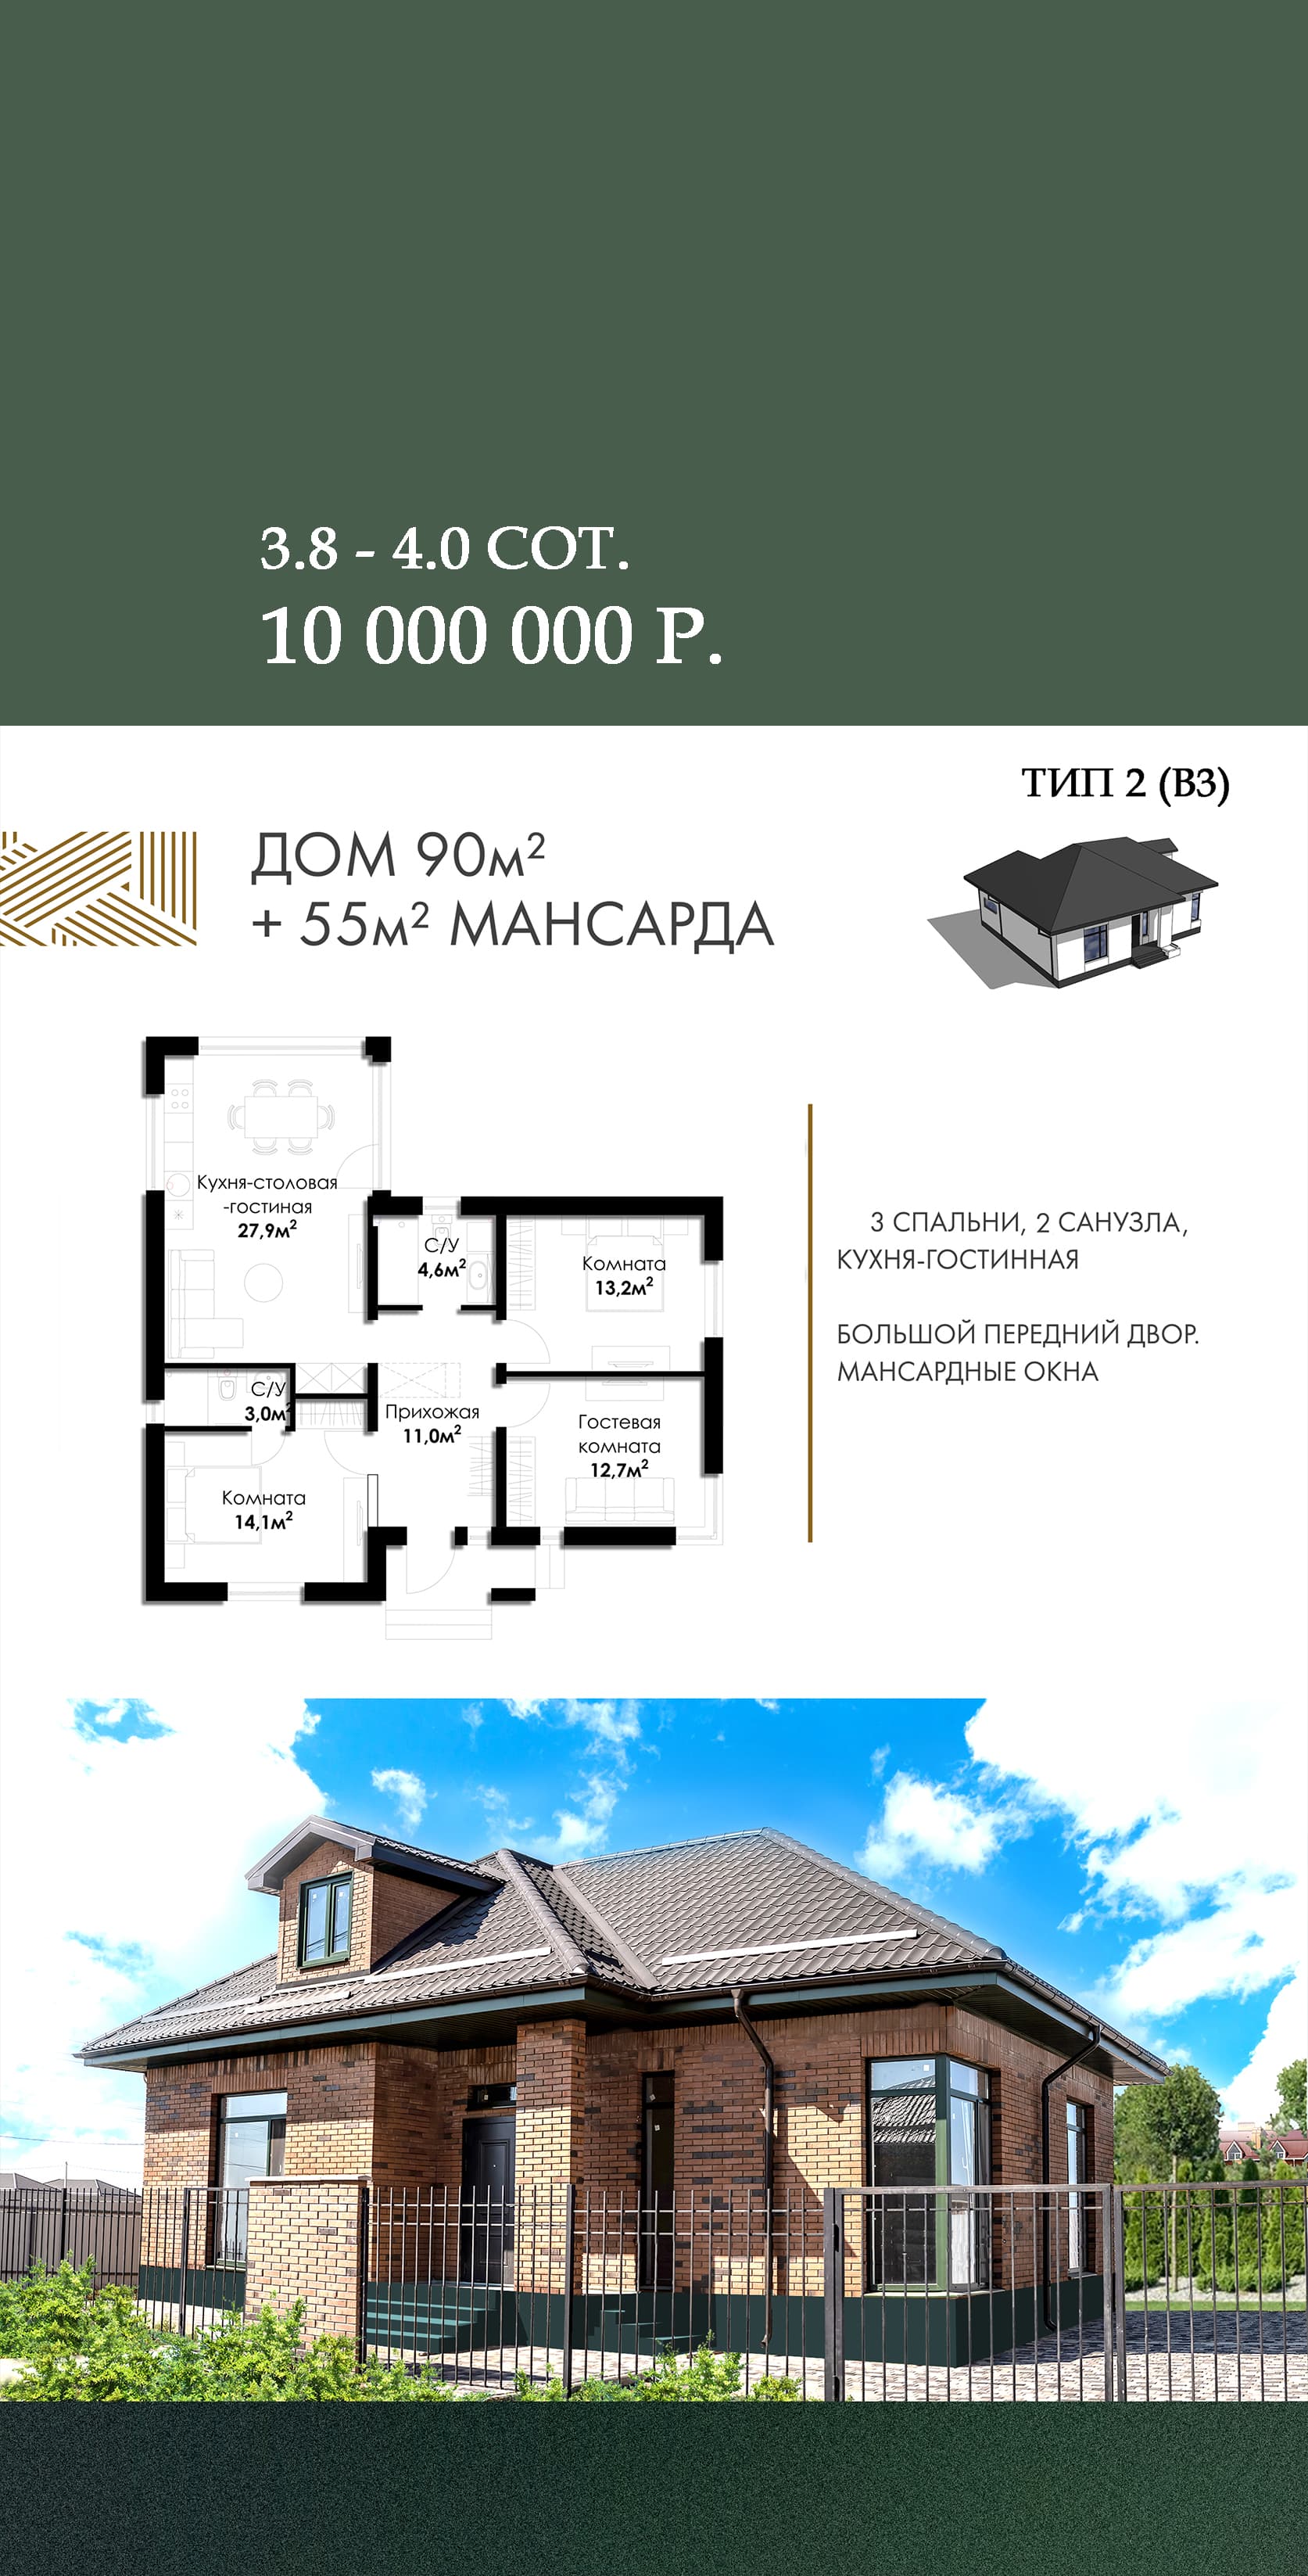 3.8 - 4.0 СОТ.
10 000 000 Р.
ТИП 2 (В3)
ДОМ 90м²
+ 55м² МАНСАРДА
Кухня-столовая
-гостиная
27,9м²
С/У
4,6м²
Комната
13,2м²
С/У
3,0м²
Прихожая
11,0м²
Гостевая
комната
12,7м²
Комната
14,1м²
3 СПАЛЬНИ, 2 САНУЗЛА,
КУХНЯ-ГОСТИННАЯ
БОЛЬШОЙ ПЕРЕДНИЙ ДВОР.
МАНСАРДНЫЕ ОКНА